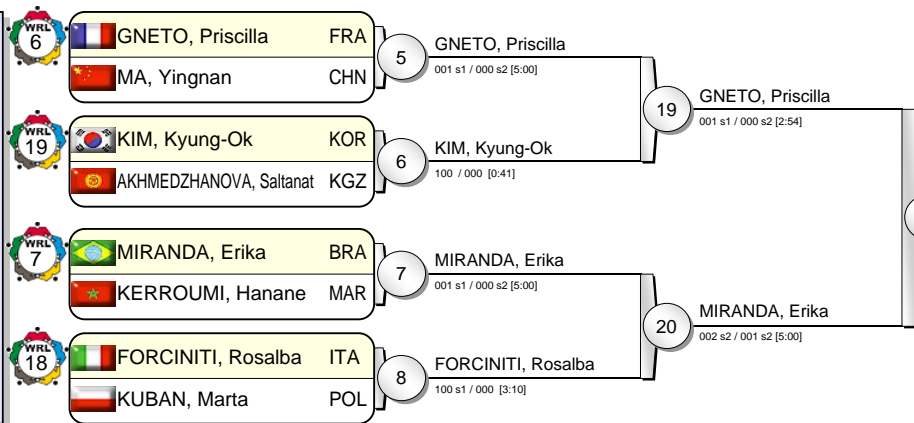 WRL
6
GNETO, Priscilla FRA
MA, Yingnan CHN
5
GNETO, Priscilla
001 s1 / 000 s2 [5:00]
WRL
19
KIM, Kyung-Ok KOR
AKHMEDZHANOVA, Saltanat KGZ
6
KIM, Kyung-Ok
100 / 000 [0:41]
19
GNETO, Priscilla
001 s1 / 000 s2 [2:54]
WRL
7
MIRANDA, Erika BRA
KERROUMI, Hanane MAR
7
MIRANDA, Erika
001 s1 / 000 s2 [5:00]
WRL
18
FORCINITI, Rosalba ITA
KUBAN, Marta POL
8
FORCINITI, Rosalba
100 s1 / 000 [3:10]
20
MIRANDA, Erika
002 s2 / 001 s2 [5:00]